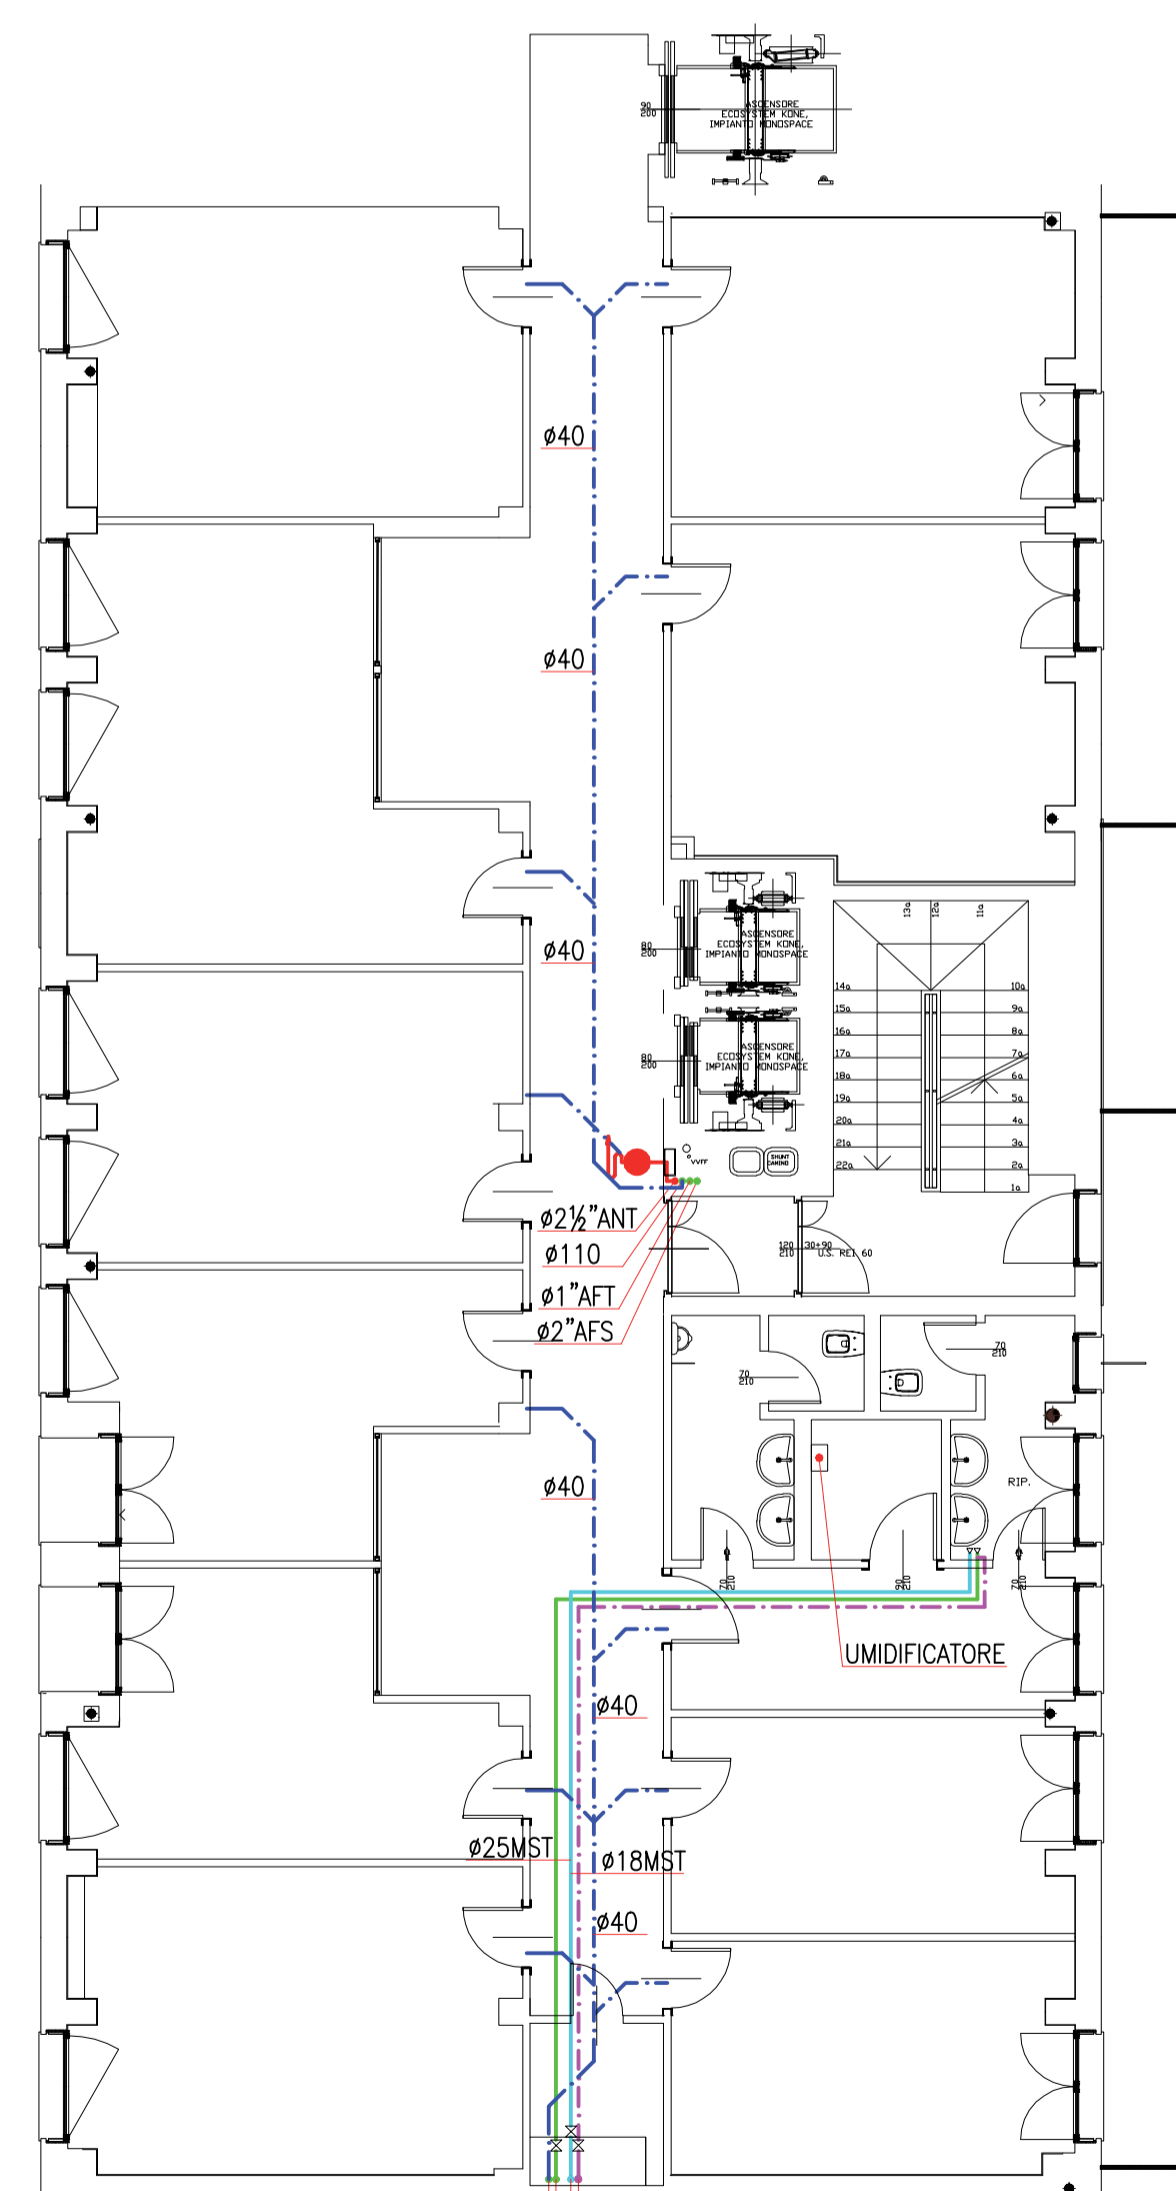 90
200
ASCENSORE
ECOSYSTEM KONE,
IMPIANTO MONOSPACE
ø40
ø40
80
200
ASCENSORE
ECOSYSTEM KONE,
IMPIANTO MONOSPACE
ø40
80
200
ASCENSORE
ECOSYSTEM KONE,
IMPIANTO MONOSPACE
13a 12a 11a
14a 10a
15a 9a
16a 8a
17a 7a
18a 6a
19a 5a
20a 4a
21a 3a
22a 2a
1a
VVFF
SHUNT
CAMINO
ø2½"ANT
ø110
ø1"AFT
ø2"AFS
120 30+90
210 U.S. REI 60
70
210
70
210
ø40
RIP.
70
210
90
210
70
210
UMIDIFICATORE
ø40
ø25MST
ø18MST
ø40